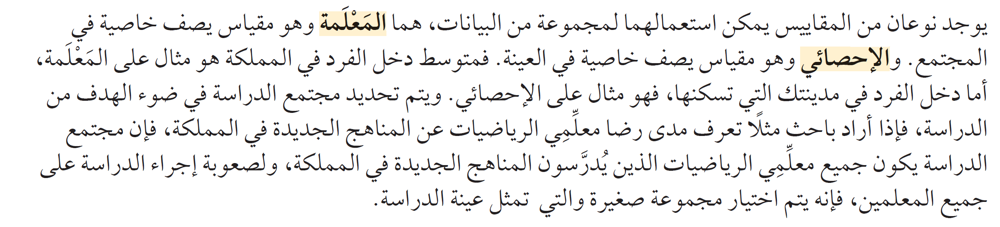 يوجد نوعان من المقاييس يمكن استعمالهما لمجموعة من البيانات، هما المَعْلَمة وهو مقياس يصف خاصية في
المجتمع. والإحصائي وهو مقياس يصف خاصية في العينة. فمتوسط دخل الفرد في المملكة هو مثال على المَعْلَمة،
أما دخل الفرد في مدينتك التي تسكنها، فهو مثال على الإحصائي. ويتم تحديد مجتمع الدراسة في ضوء الهدف من
الدراسة، فإذا أراد باحث مثلًا تعرف مدى رضا معلِّمِي الرياضيات عن المناهج الجديدة في المملكة، فإن مجتمع
الدراسة يكون جميع معلِّمِي الرياضيات الذين يُدرَّسون المناهج الجديدة في المملكة، ولصعوبة إجراء الدراسة على
جميع المعلمين، فإنه يتم اختيار مجموعة صغيرة والتي تمثل عينة الدراسة.